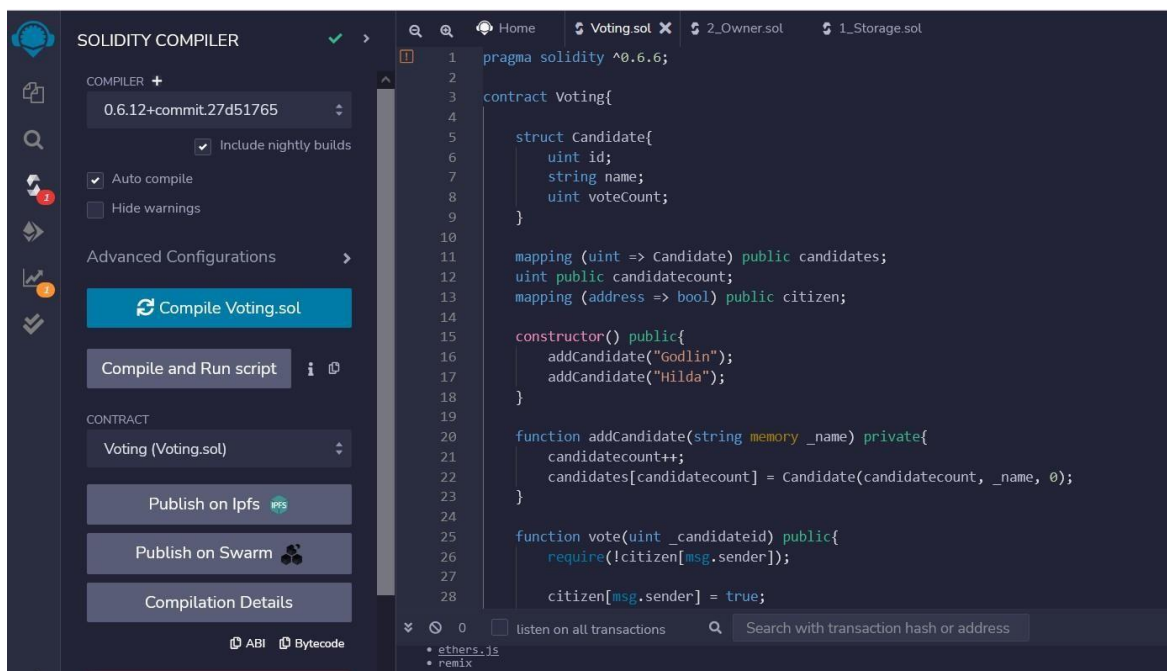 SOLIDITY COMPILER
COMPILER +
0.6.12+commit.27d51765
Include nightly builds
Auto compile
Hide warnings
Advanced Configurations
Compile Voting.sol
Compile and Run script
CONTRACT
Voting (Voting.sol)
Publish on Ipfs IPFS
Publish on Swarm
Compilation Details
ABI Bytecode
1
1
Home Voting.sol 2_Owner.sol 1_Storage.sol
1 pragma solidity ^0.6.6;
2
3 contract Voting{
4
5 struct Candidate{
6 uint id;
7 string name;
8 uint voteCount;
9 }
10
11 mapping (uint => Candidate) public candidates;
12 uint public candidatecount;
13 mapping (address => bool) public citizen;
14
15 constructor() public{
16 addCandidate("Godlin");
17 addCandidate("Hilda");
18 }
19
20 function addCandidate(string memory _name) private{
21 candidatecount++;
22 candidates[candidatecount] = Candidate(candidatecount, _name, 0);
23 }
24
25 function vote(uint _candidateid) public{
26 require(!citizen[msg.sender]);
27
28 citizen[msg.sender] = true;
0 listen on all transactions Search with transaction hash or address
• ethers.js
• remix